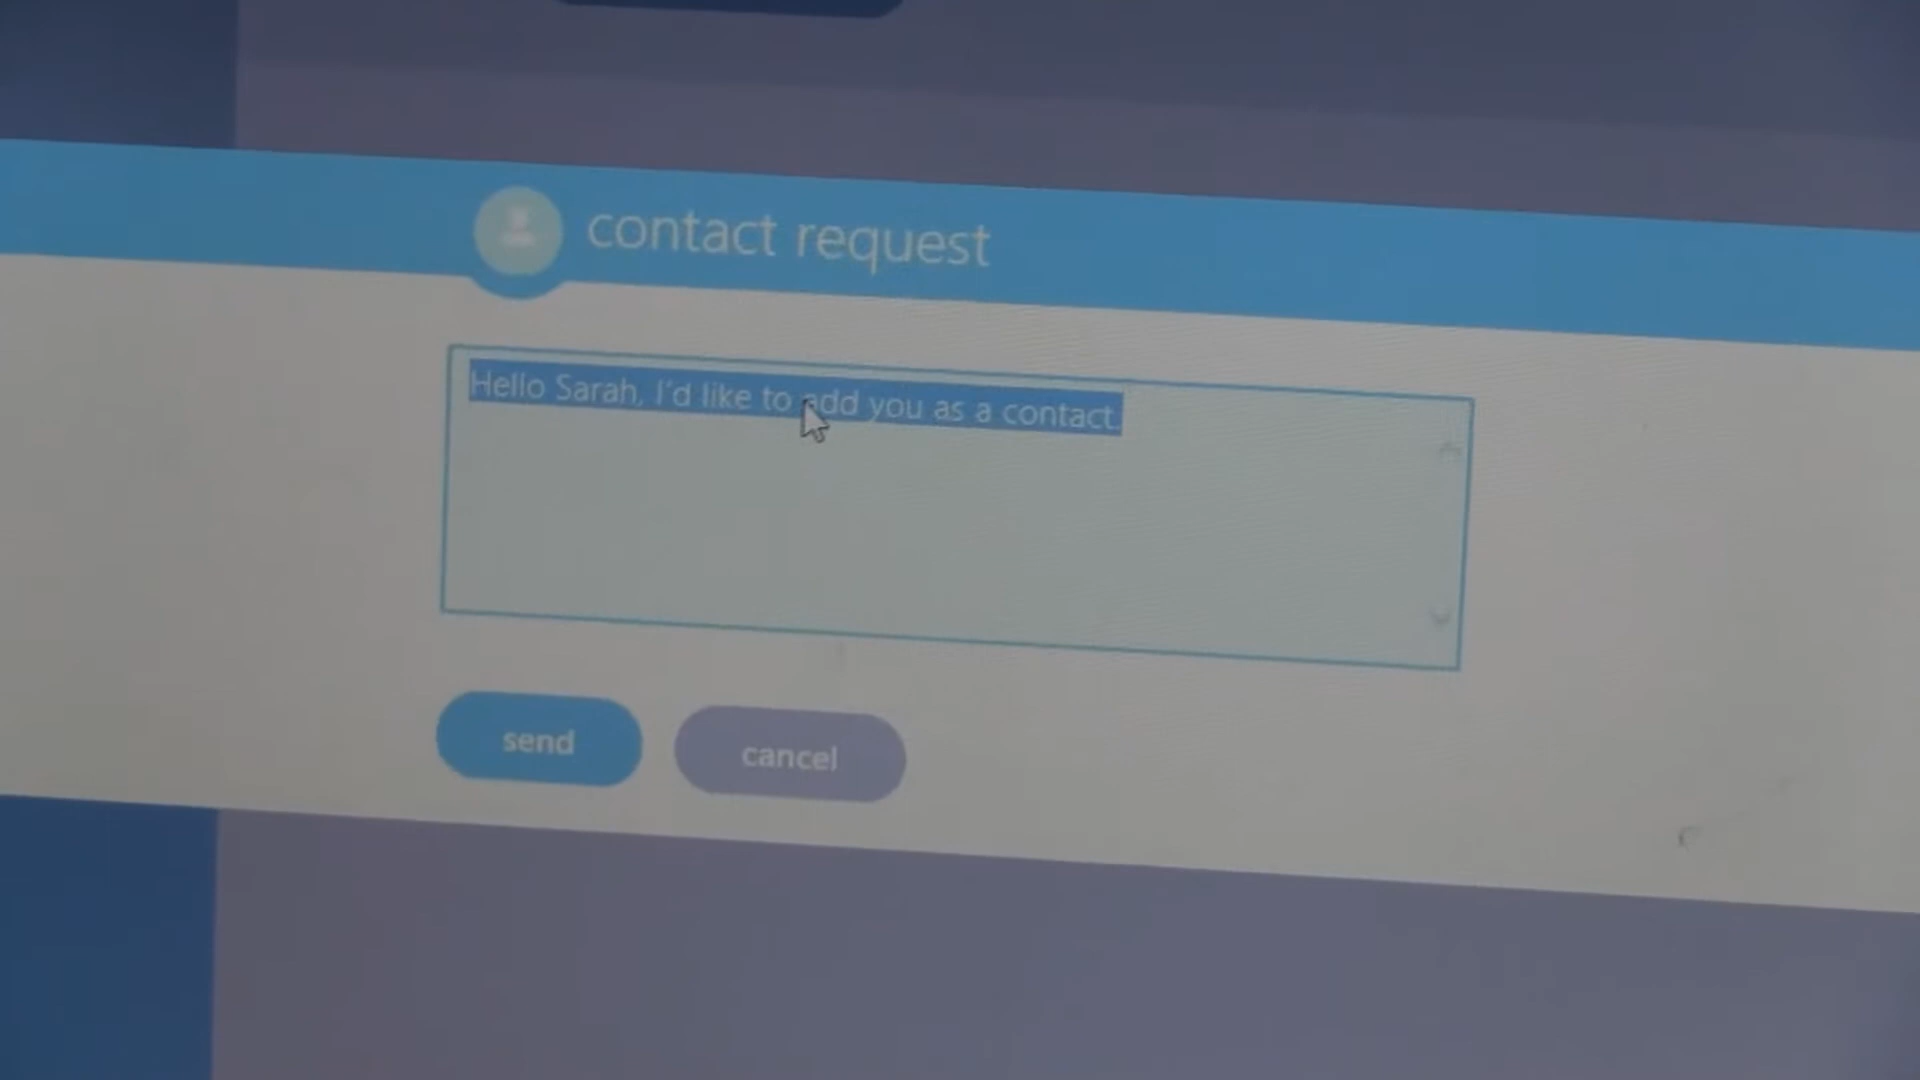 contact request
Hello Sarah, I'd like to add you as a contact.
send
cancel